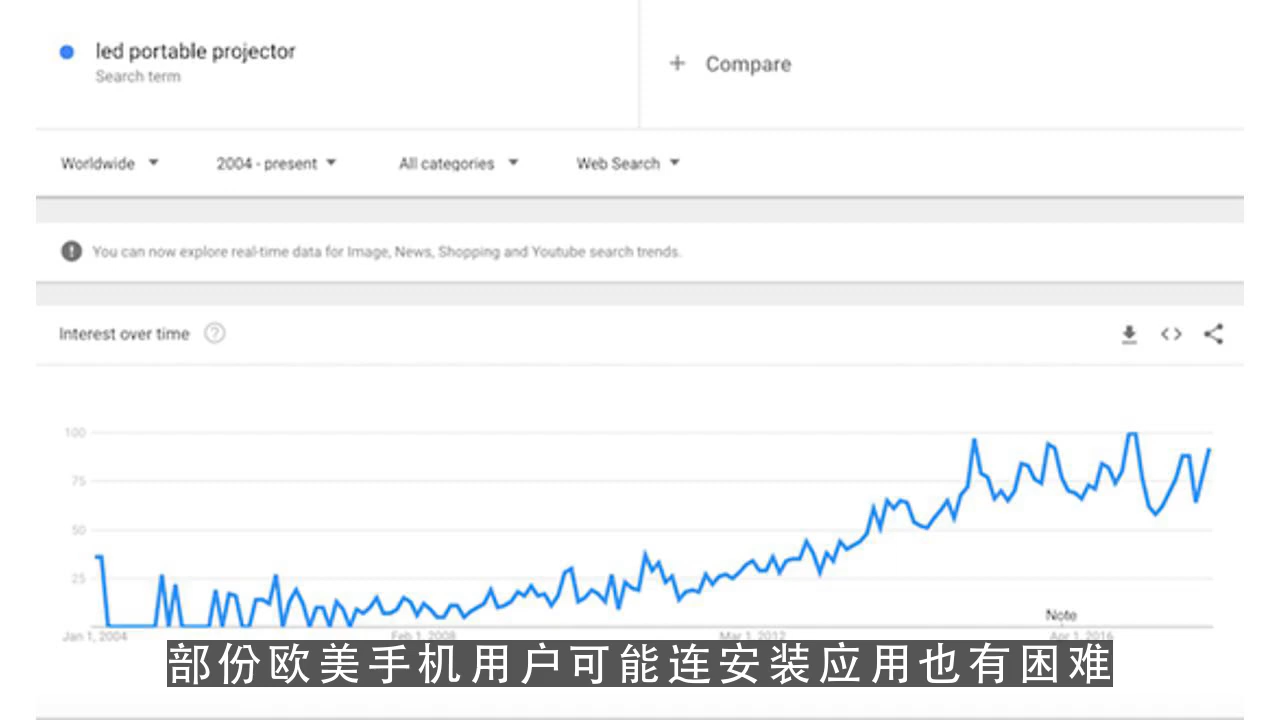 led portable projector
Search term
+ Compare
Worldwide 2004 - present All categories Web Search
You can now explore real-time data for Image, News, Shopping and Youtube search trends.
Interest over time
100
75
50
25
Note
Jan 1, 2004 Feb 1, 2008 Mar 1, 2012 Apr 1, 2016
部份欧美手机用户可能连安装应用也有困难